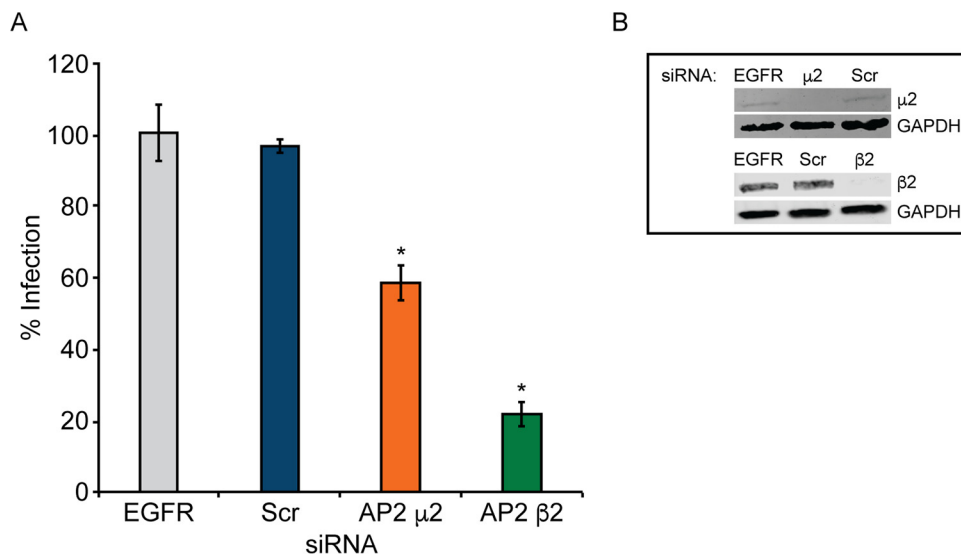 A
120
100
80
60
40
20
0
% Infection
*
*
EGFR Scr AP2 μ2 AP2 β2
siRNA
B
siRNA: EGFR μ2 Scr
μ2
GAPDH
EGFR Scr β2
β2
GAPDH